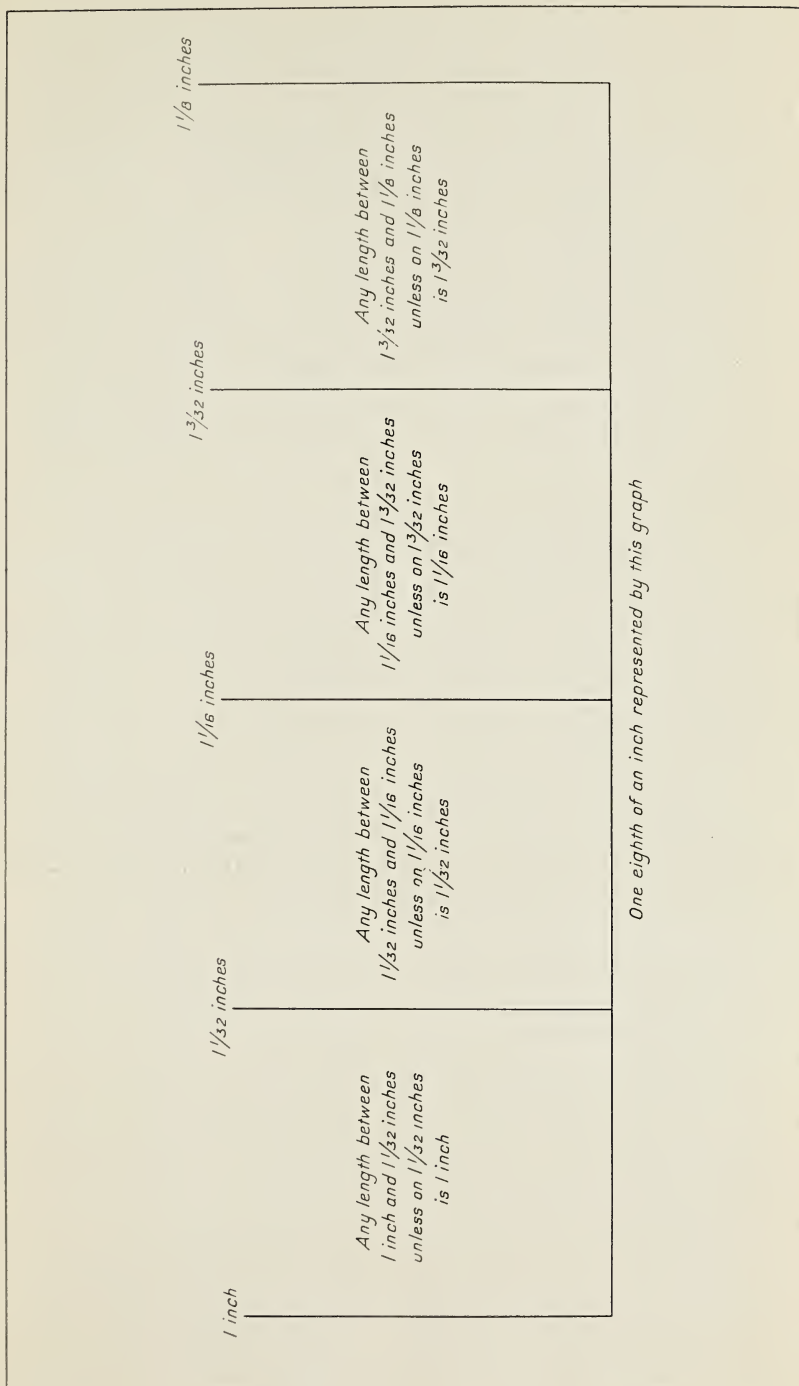 1 inch
1 1/32 inches
1 1/16 inches
1 3/32 inches
1 1/8 inches
Any length between
1 inch and 1 1/32 inches
unless on 1 1/32 inches
is 1 inch
Any length between
1 1/32 inches and 1 1/16 inches
unless on 1 1/16 inches
is 1 1/32 inches
Any length between
1 1/16 inches and 1 3/32 inches
unless on 1 3/32 inches
is 1 1/16 inches
Any length between
1 3/32 inches and 1 1/8 inches
unless on 1 1/8 inches
is 1 3/32 inches
One eighth of an inch represented by this graph